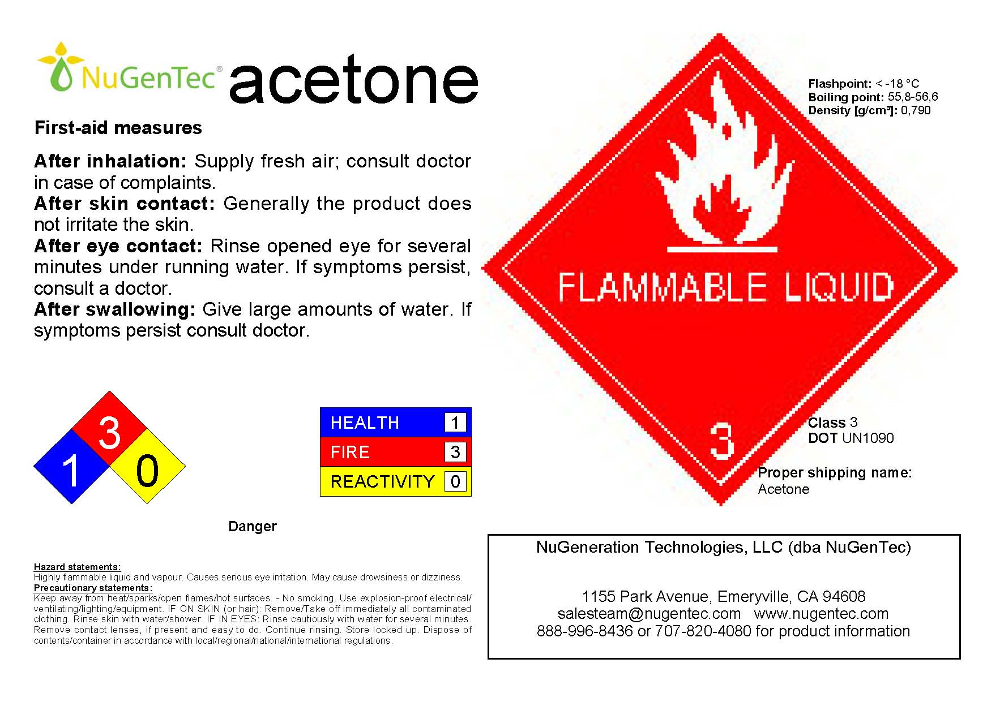 NuGenTec® acetone
First-aid measures
After inhalation: Supply fresh air; consult doctor
in case of complaints.
After skin contact: Generally the product does
not irritate the skin.
After eye contact: Rinse opened eye for several
minutes under running water. If symptoms persist,
consult a doctor.
After swallowing: Give large amounts of water. If
symptoms persist consult doctor.
3
1 0
HEALTH 1
FIRE 3
REACTIVITY 0
Danger
Hazard statements:
Highly flammable liquid and vapour. Causes serious eye irritation. May cause drowsiness or dizziness.
Precautionary statements:
Keep away from heat/sparks/open flames/hot surfaces. - No smoking. Use explosion-proof electrical/
ventilating/lighting/equipment. IF ON SKIN (or hair): Remove/Take off immediately all contaminated
clothing. Rinse skin with water/shower. IF IN EYES: Rinse cautiously with water for several minutes.
Remove contact lenses, if present and easy to do. Continue rinsing. Store locked up. Dispose of
contents/container in accordance with local/regional/national/international regulations.
Flashpoint: < -18 °C
Boiling point: 55,8-56,6
Density [g/cm³]: 0,790
FLAMMABLE LIQUID
3
Class 3
DOT UN1090
Proper shipping name:
Acetone
NuGeneration Technologies, LLC (dba NuGenTec)
1155 Park Avenue, Emeryville, CA 94608
salesteam@nugentec.com www.nugentec.com
888-996-8436 or 707-820-4080 for product information